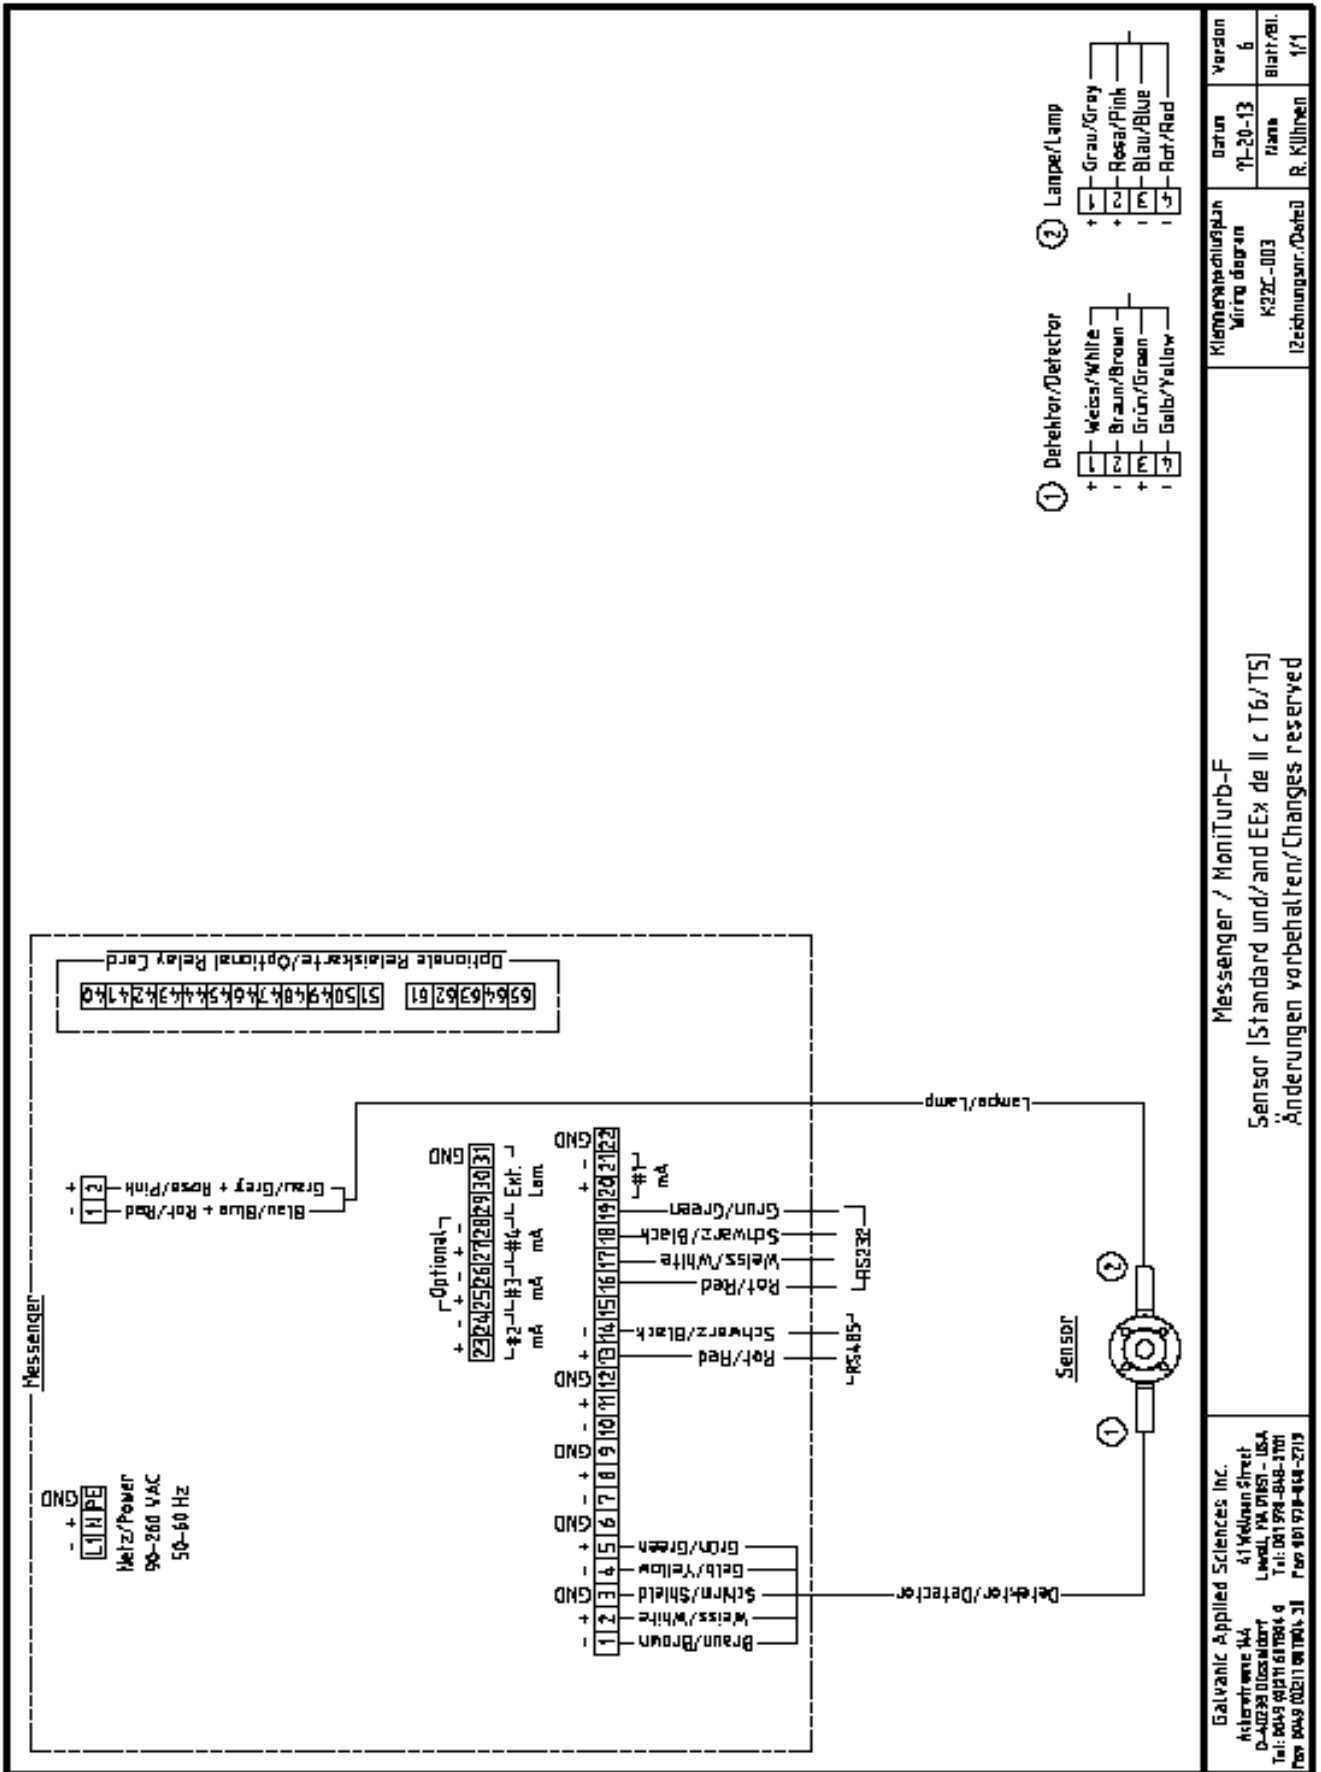 Messenger
- + GND
L1 N PE
Netz/Power
90-260 VAC
50-60 Hz
- +
1 2
Blau/Blue + Rot/Red
Grau/Grey + Rosa/Pink
Optionale Relaiskarte/Optional Relay Card
65 64 63 62 61
51 50 49 48 47 46 45 44 43 42 41 40
Optional
+ - + - + - GND
23 24 25 26 27 28 29 30 31
#2 #3 #4 Ext.
mA mA mA
- + GND - + GND - + GND - + GND + - + - GND
1 2 3 4 5 6 7 8 9 10 11 12 13 14 15 16 17 18 19 20 21 22
#1
mA
Braun/Brown
Weiss/White
Schirm/Shield
Gelb/Yellow
Grün/Green
Rot/Red
Schwarz/Black
Rot/Red
Weiss/White
Schwarz/Black
Grun/Green
RS485
RS232
Detektor/Detector
Lampe/Lamp
Sensor
1
2
1 Detektor/Detector
+ 1 Weiss/White
- 2 Braun/Brown
+ 3 Grün/Green
- 4 Gelb/Yellow
2 Lampe/Lamp
+ 1 Grau/Grey
+ 2 Rosa/Pink
- 3 Blau/Blue
- 4 Rot/Red
Galvanic Applied Sciences Inc.
41 Wellman Street
Messenger / MoniTurb-F
Sensor (Standard und/and EEx de II c T6/T5)
Änderungen vorbehalten/Changes reserved
Klemmenanschlußplan
Wiring diagram
K22C-003
(Zeichnungsnr./Datei)
Datum
11-20-13
Name
R. Kühnen
Version
6
Blatt/Bl.
1/1